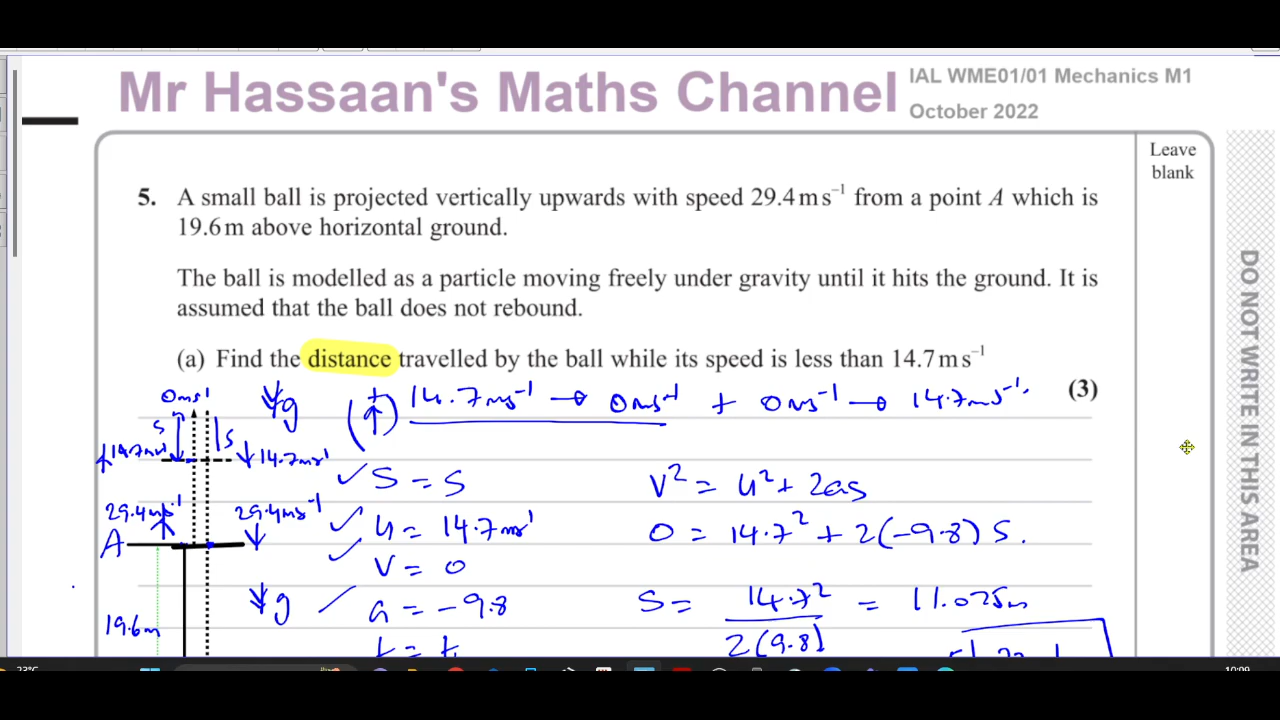 Mr Hassaan's Maths Channel
IAL WME01/01 Mechanics M1
October 2022
Leave
blank
5. A small ball is projected vertically upwards with speed 29.4 m s⁻¹ from a point A which is
19.6 m above horizontal ground.
The ball is modelled as a particle moving freely under gravity until it hits the ground. It is
assumed that the ball does not rebound.
(a) Find the distance travelled by the ball while its speed is less than 14.7 m s⁻¹
(3)
0ms⁻¹
↓g
(↑+) 14.7ms⁻¹ → 0ms⁻¹ + 0ms⁻¹ → 14.7ms⁻¹
s
s
14.7ms⁻¹
↓14.7ms⁻¹
✓ S = S
V² = u² + 2as
29.4ms⁻¹
29.4ms⁻¹
✓ u = 14.7ms⁻¹
0 = 14.7² + 2(-9.8) S.
A
✓ V = 0
↓g
a = -9.8
S = 14.7² / 2(9.8) = 11.025m
19.6m
t = t
DO NOT WRITE IN THIS AREA
23°C
10:09